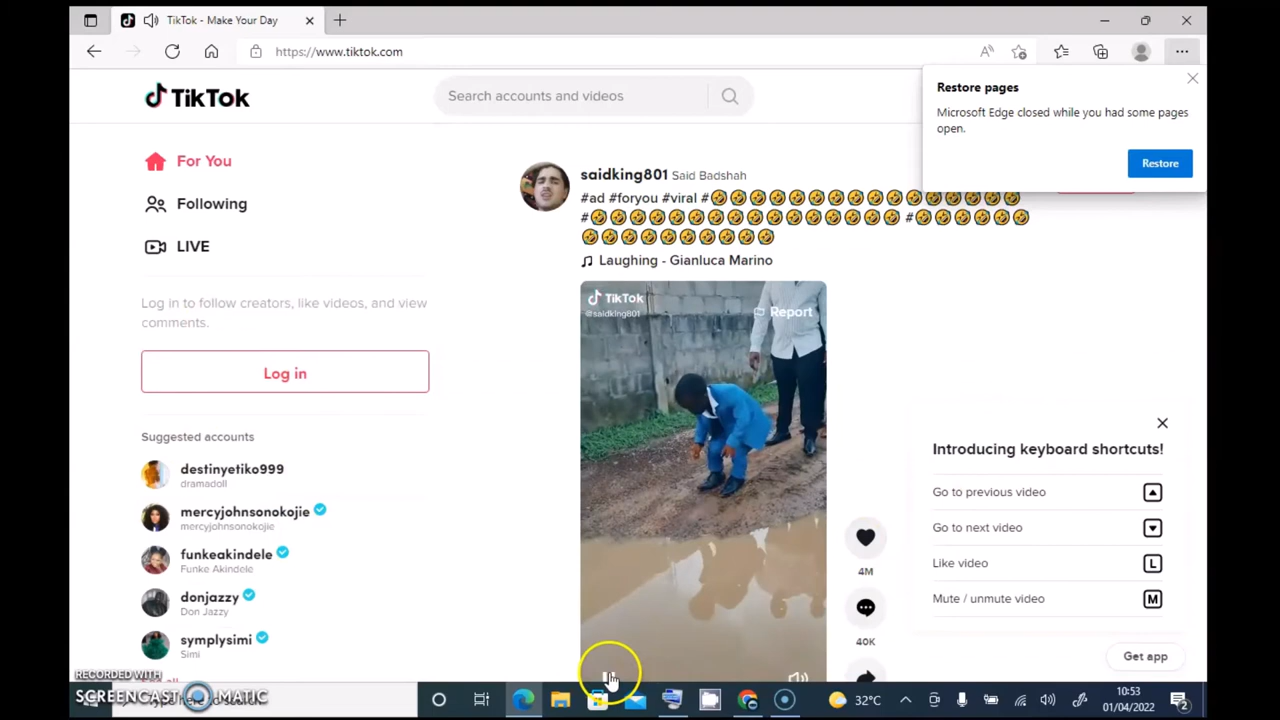 TikTok - Make Your Day
https://www.tiktok.com
TikTok
Search accounts and videos
Restore pages
Microsoft Edge closed while you had some pages
open.
Restore
For You
Following
LIVE
Log in to follow creators, like videos, and view
comments.
Log in
Suggested accounts
destinyetiko999
dramadoll
mercyjohnsonokojie
mercyjohnsonokojie
funkeakindele
Funke Akindele
donjazzy
Don Jazzy
symplysimi
Simi
saidking801 Said Badshah
#ad #foryou #viral #🤣🤣🤣🤣🤣🤣🤣🤣🤣🤣🤣🤣🤣🤣🤣🤣
#🤣🤣🤣🤣🤣🤣🤣🤣🤣🤣🤣🤣🤣🤣🤣🤣 #🤣🤣🤣🤣🤣🤣
🤣🤣🤣🤣🤣🤣🤣🤣🤣🤣
Laughing - Gianluca Marino
TikTok
@saidking801
Report
4M
40K
Introducing keyboard shortcuts!
Go to previous video
Go to next video
Like video L
Mute / unmute video M
Get app
RECORDED WITH
SCREENCAST-O-MATIC
32°C
10:53
01/04/2022
2